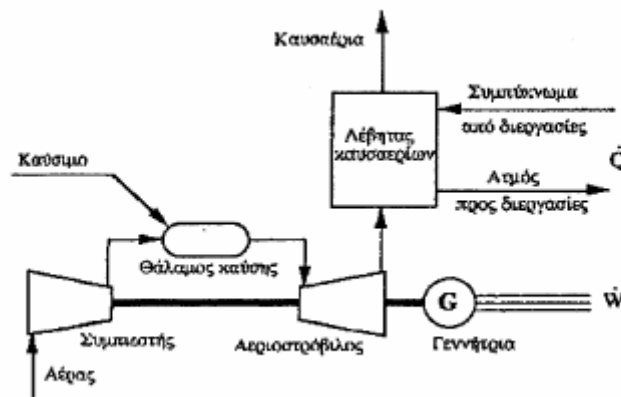 Καυσαέρια
Συμπύκνωμα
από διεργασίες
Λέβητας
καυσαερίων
Q̇
Καύσιμο
Ατμός
προς διεργασίες
Θάλαμος καύσης
G
Ẇ
Συμπιεστής
Αεριοστρόβιλος
Γεννήτρια
Αέρας